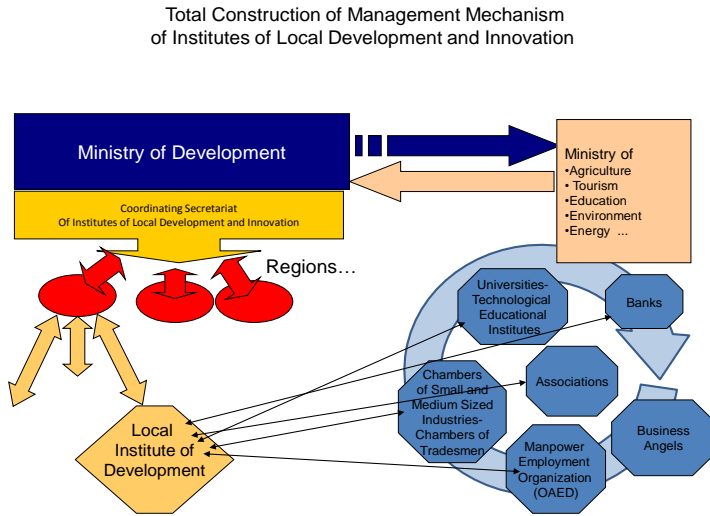 Total Construction of Management Mechanism
of Institutes of Local Development and Innovation
Ministry of Development
Ministry of
•Agriculture
• Tourism
•Education
•Environment
•Energy ...
Coordinating Secretariat
Of Institutes of Local Development and Innovation
Regions…
Universities-
Technological
Educational
Institutes
Banks
Chambers
of Small and
Medium Sized
Industries-
Chambers of
Tradesmen
Associations
Local
Institute of
Development
Manpower
Employment
Organization
(OAED)
Business
Angels